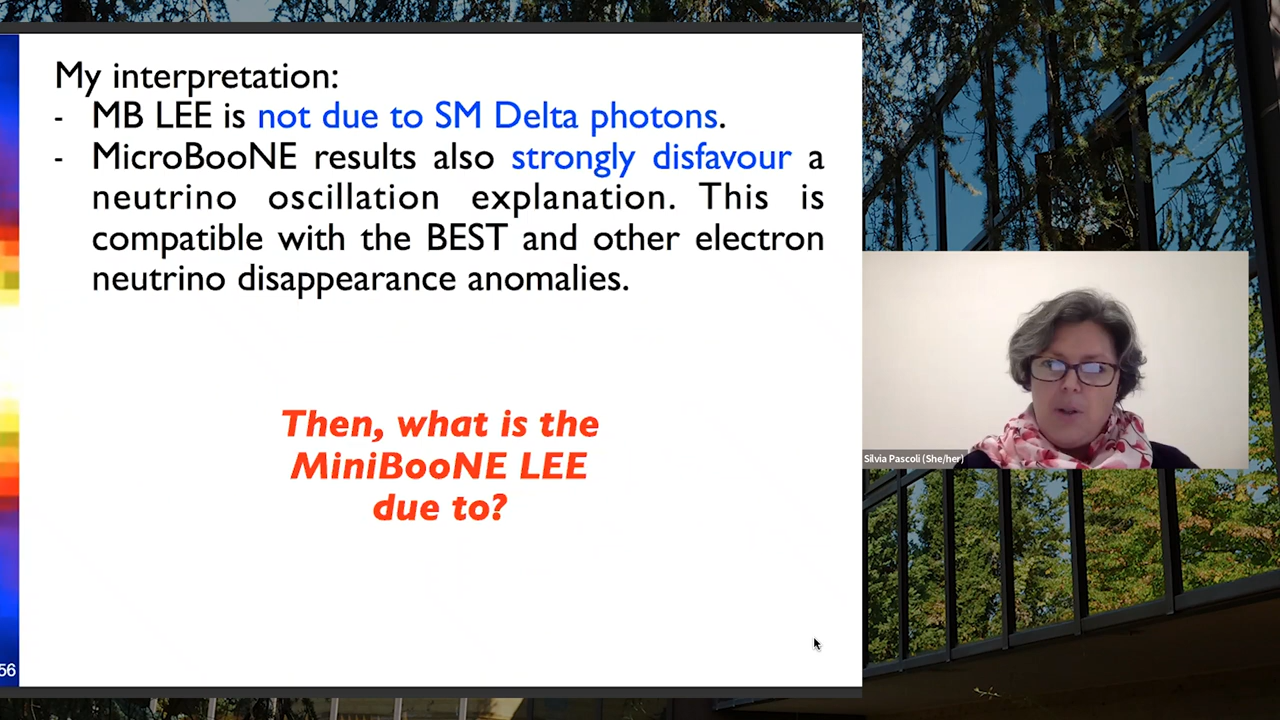 My interpretation:
- MB LEE is not due to SM Delta photons.
- MicroBooNE results also strongly disfavour a
neutrino oscillation explanation. This is
compatible with the BEST and other electron
neutrino disappearance anomalies.
Then, what is the
MiniBooNE LEE
due to?
Silvia Pascoli (She/her)
56